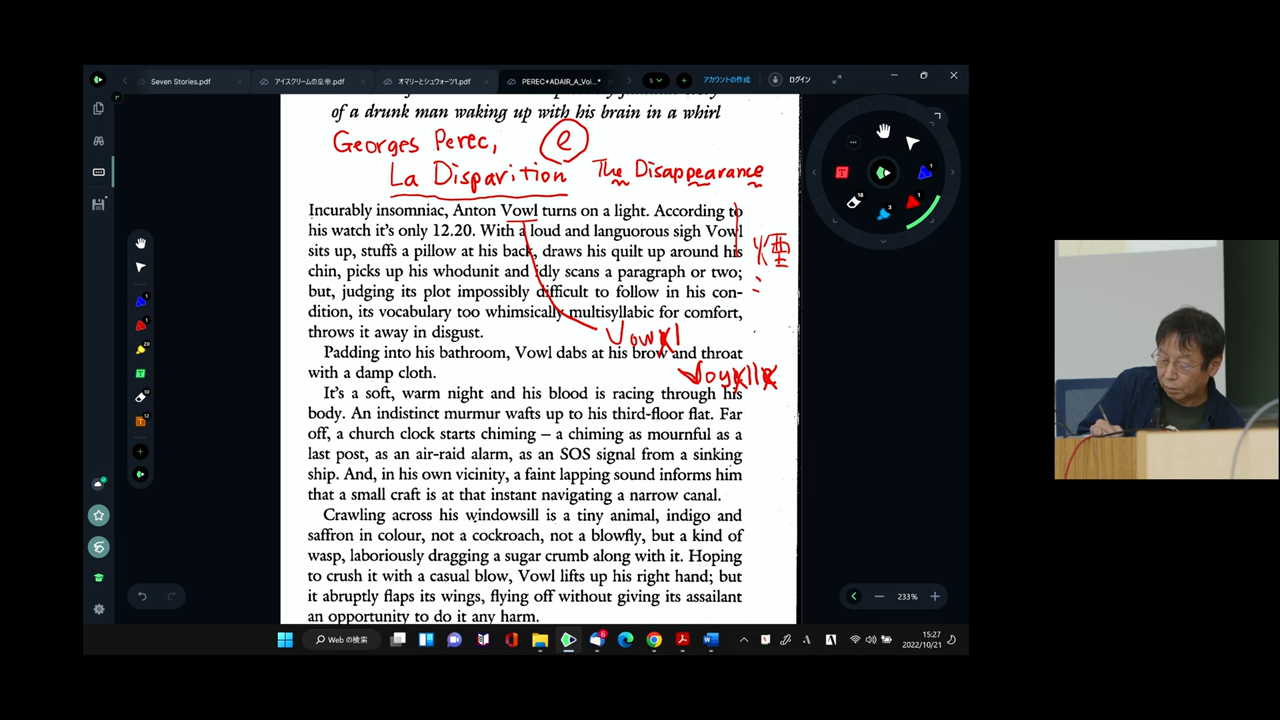 Seven Stories.pdf
アイスクリームの皇帝.pdf
オマリーとシュウォーツ1.pdf
PEREC+ADAIR_A_Voi...*
5
アカウントの作成
ログイン
of a drunk man waking up with his brain in a whirl
Georges Perec,
e
La Disparition
The Disappearance
Incurably insomniac, Anton Vowl turns on a light. According to
his watch it's only 12.20. With a loud and languorous sigh Vowl
sits up, stuffs a pillow at his back, draws his quilt up around his
chin, picks up his whodunit and idly scans a paragraph or two;
but, judging its plot impossibly difficult to follow in his con-
dition, its vocabulary too whimsically multisyllabic for comfort,
throws it away in disgust.
煙
Vowel
Padding into his bathroom, Vowl dabs at his brow and throat
with a damp cloth.
Voyelle
It's a soft, warm night and his blood is racing through his
body. An indistinct murmur wafts up to his third-floor flat. Far
off, a church clock starts chiming – a chiming as mournful as a
last post, as an air-raid alarm, as an SOS signal from a sinking
ship. And, in his own vicinity, a faint lapping sound informs him
that a small craft is at that instant navigating a narrow canal.
Crawling across his windowsill is a tiny animal, indigo and
saffron in colour, not a cockroach, not a blowfly, but a kind of
wasp, laboriously dragging a sugar crumb along with it. Hoping
to crush it with a casual blow, Vowl lifts up his right hand; but
it abruptly flaps its wings, flying off without giving its assailant
an opportunity to do it any harm.
233%
Web の検索
15:27
2022/10/21